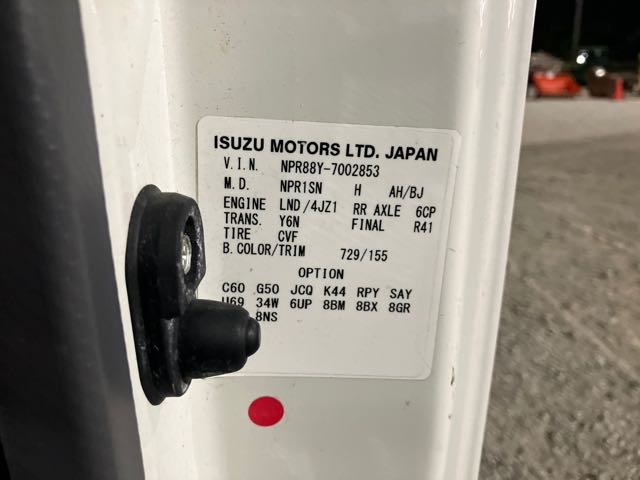 ISUZU MOTORS LTD. JAPAN
V.I.N. NPR88Y-7002853
M.D. NPR1SN H AH/BJ
ENGINE LND/4JZ1 RR AXLE 6CP
TRANS. Y6N FINAL R41
TIRE CVF
B.COLOR/TRIM 729/155
OPTION
C60 G50 JCQ K44 RPY SAY
U69 34W 6UP 8BM 8BX 8GR
8NS